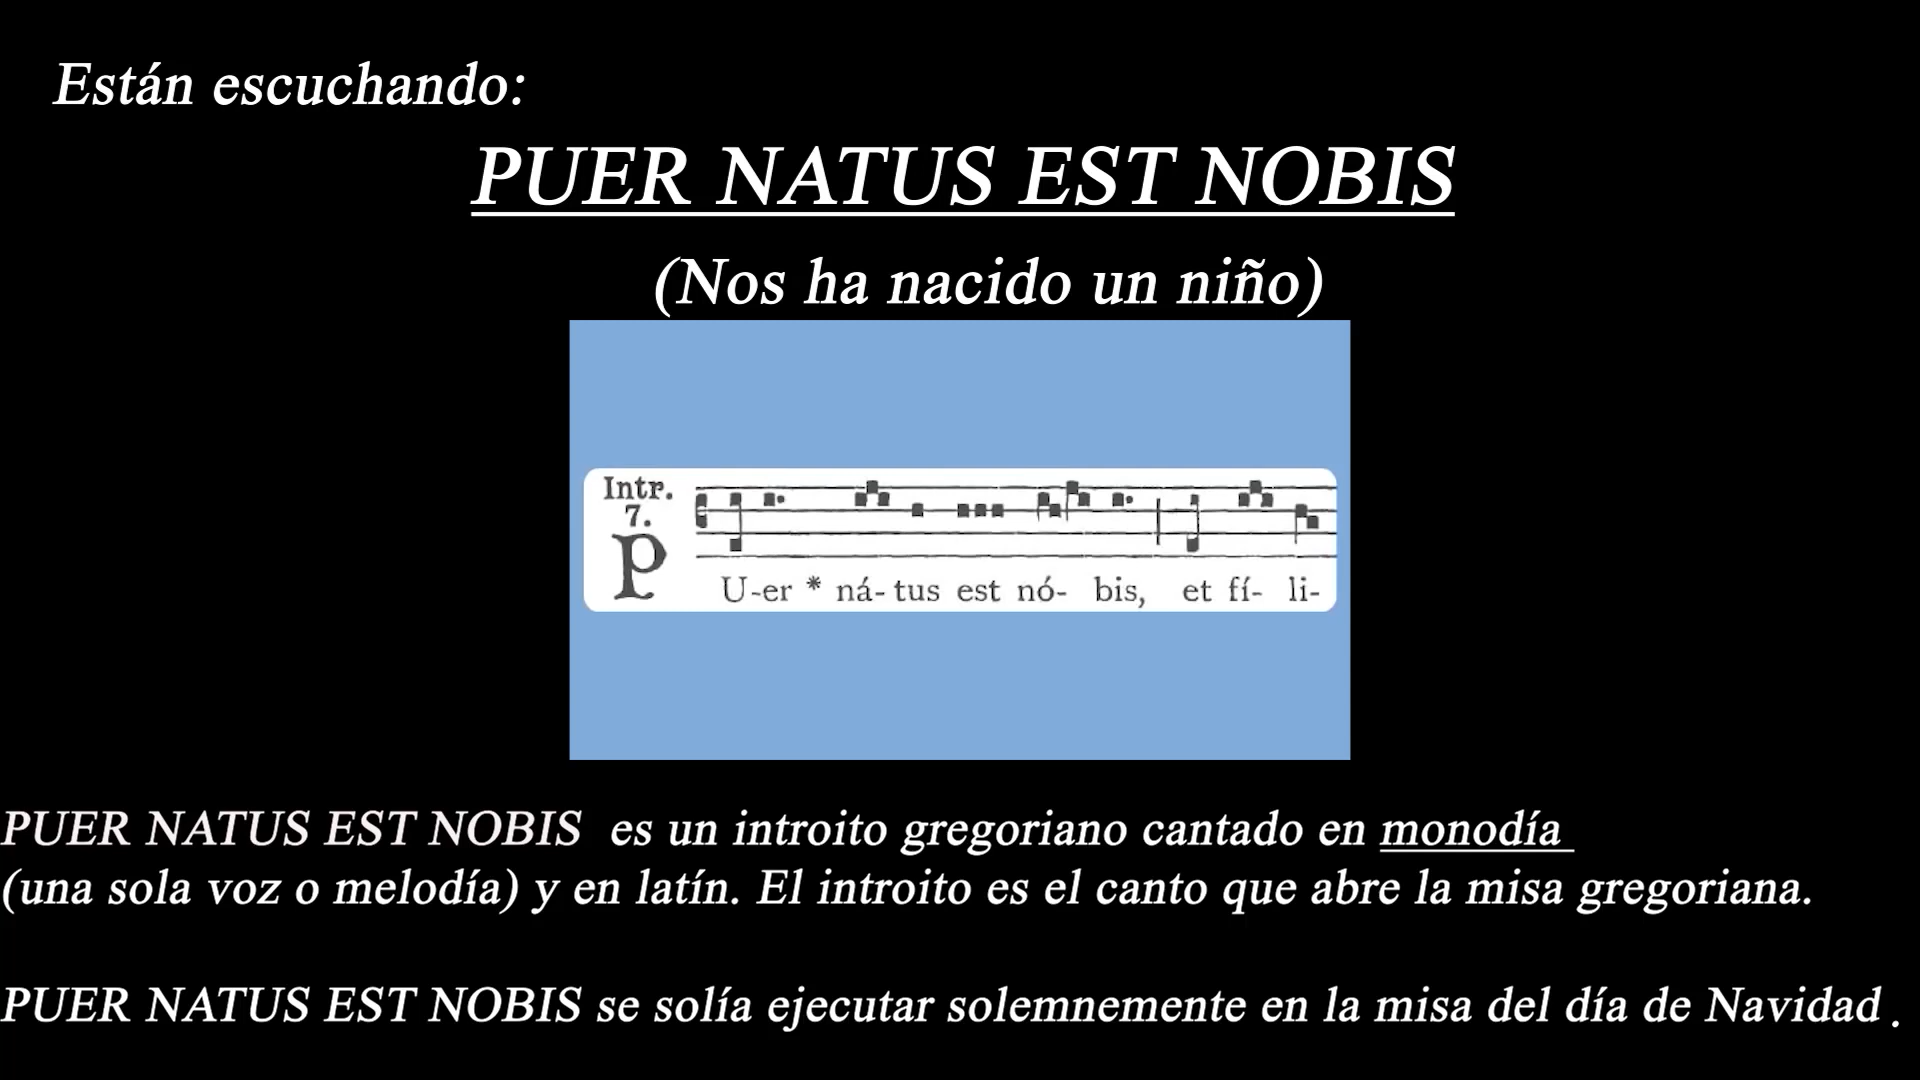 Están escuchando:
PUER NATUS EST NOBIS
(Nos ha nacido un niño)
Intr.
7.
P
U-er * ná- tus est nó- bis, et fí- li-
PUER NATUS EST NOBIS es un introito gregoriano cantado en monodía
(una sola voz o melodía) y en latín. El introito es el canto que abre la misa gregoriana.
PUER NATUS EST NOBIS se solía ejecutar solemnemente en la misa del día de Navidad.